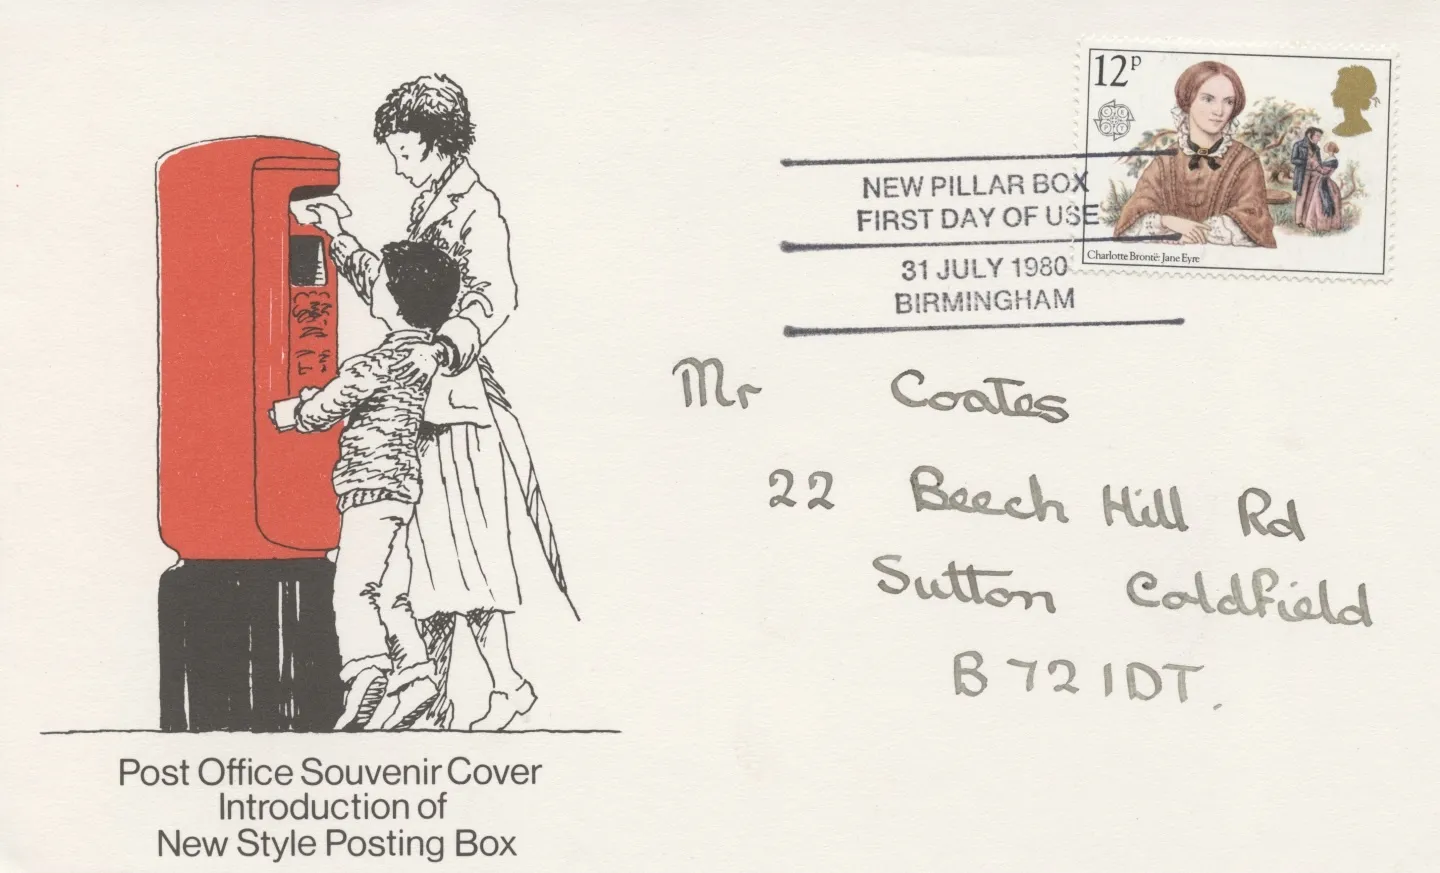 12P
Charlotte Brontë: Jane Eyre
NEW PILLAR BOX
FIRST DAY OF USE
31 JULY 1980
BIRMINGHAM
Mr Coates
22 Beech Hill Rd
Sutton Coldfield
B72 1DT.
Post Office Souvenir Cover
Introduction of
New Style Posting Box